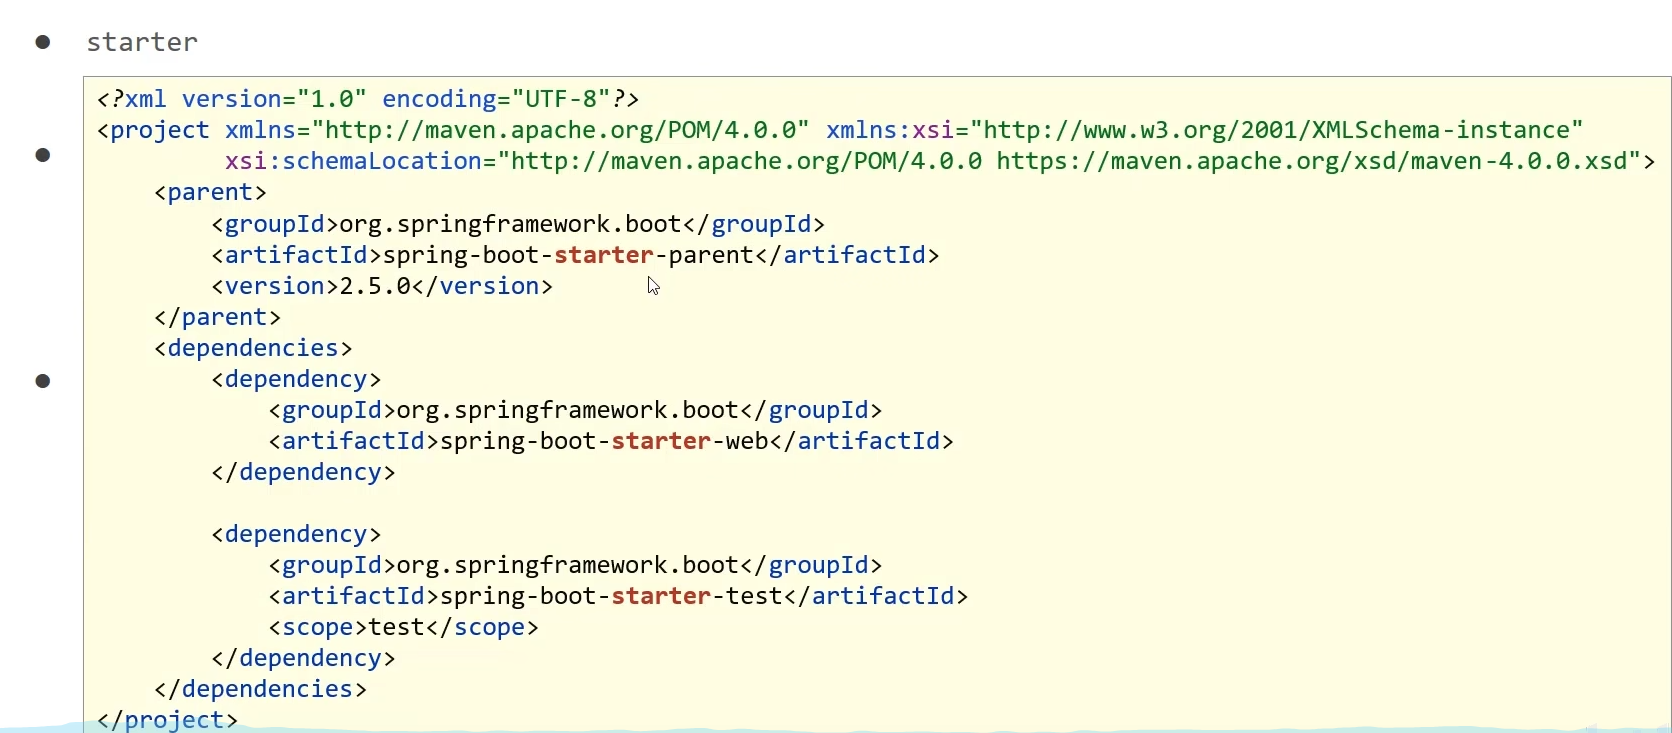 starter
<?xml version="1.0" encoding="UTF-8"?>
<project xmlns="http://maven.apache.org/POM/4.0.0" xmlns:xsi="http://www.w3.org/2001/XMLSchema-instance"
xsi:schemaLocation="http://maven.apache.org/POM/4.0.0 https://maven.apache.org/xsd/maven-4.0.0.xsd">
<parent>
<groupId>org.springframework.boot</groupId>
<artifactId>spring-boot-starter-parent</artifactId>
<version>2.5.0</version>
</parent>
<dependencies>
<dependency>
<groupId>org.springframework.boot</groupId>
<artifactId>spring-boot-starter-web</artifactId>
</dependency>
<dependency>
<groupId>org.springframework.boot</groupId>
<artifactId>spring-boot-starter-test</artifactId>
<scope>test</scope>
</dependency>
</dependencies>
</project>